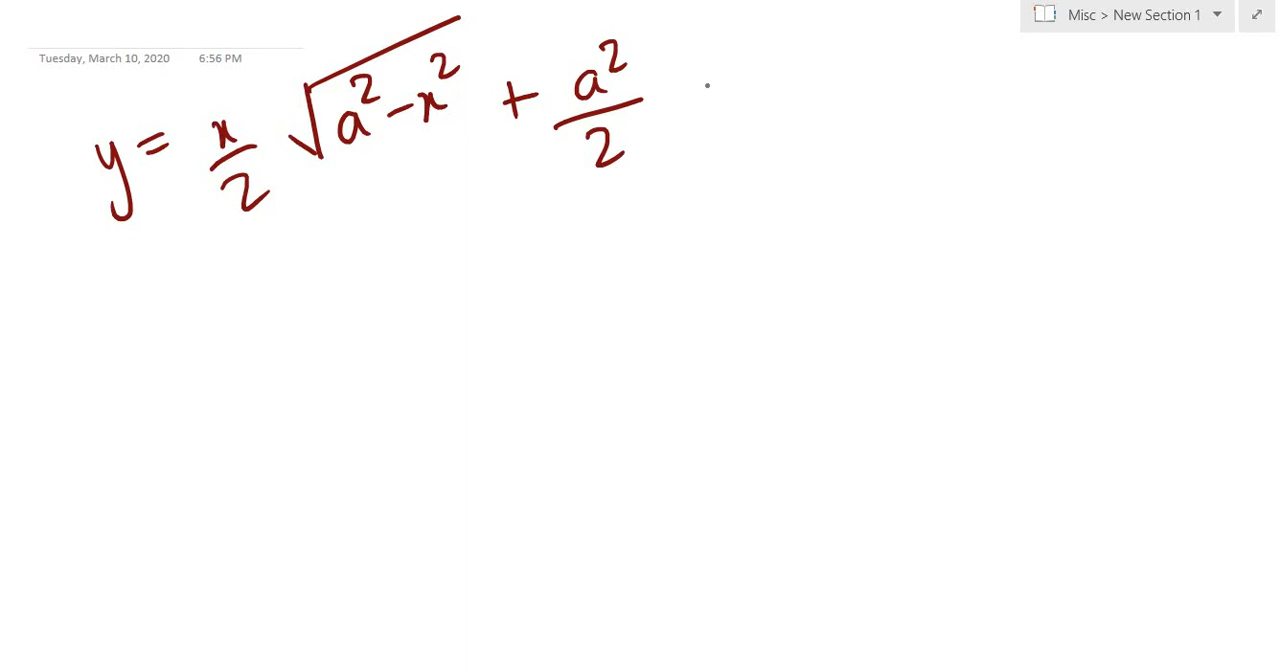 Misc > New Section 1
Tuesday, March 10, 2020 6:56 PM
y = x/2 √(a² - x²) + a²/2